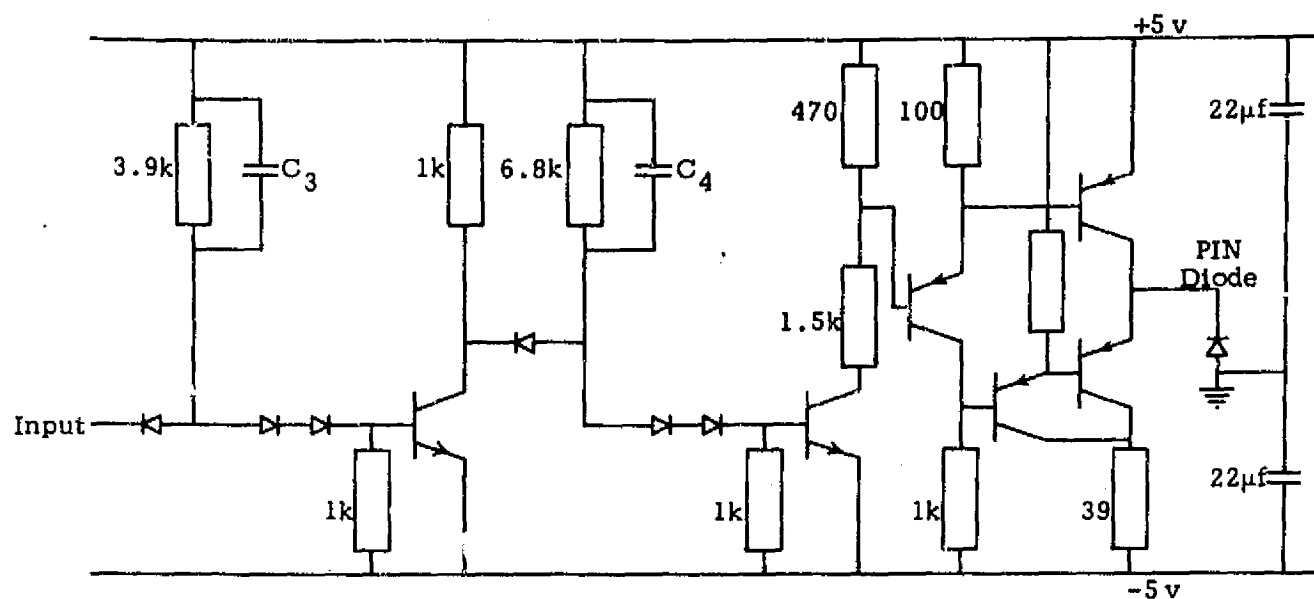 +5 v
470
100
22μf
3.9k
C3
1k
6.8k
C4
PIN
Diode
1.5k
Input
1k
1k
1k
39
22μf
-5 v